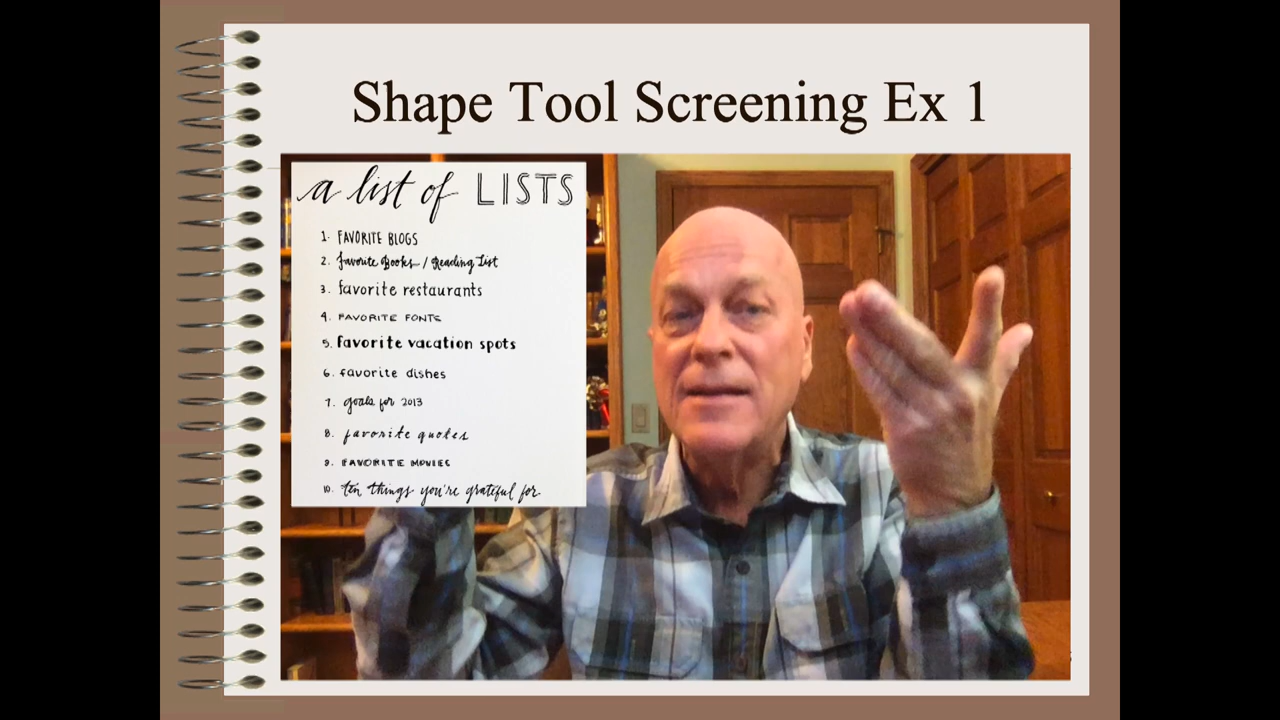 Shape Tool Screening Ex 1
a list of LISTS
1. FAVORITE BLOGS
2. favorite Books / Reading List
3. favorite restaurants
4. FAVORITE FONTS
5. favorite vacation spots
6. favorite dishes
7. goals for 2013
8. favorite quotes
9. FAVORITE MOVIES
10. ten things you're grateful for